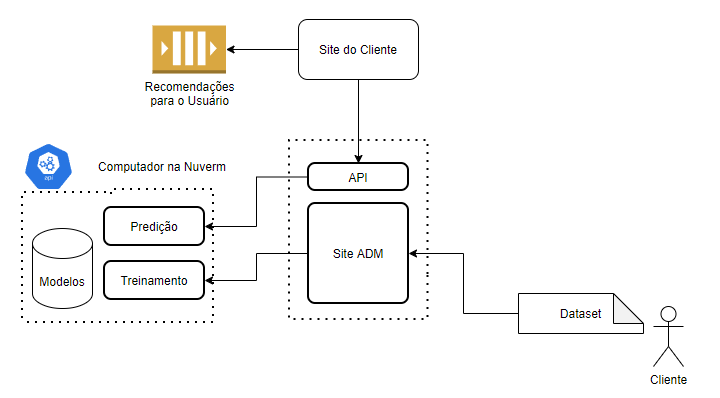 Site do Cliente
Recomendações
para o Usuário
api
Computador na Nuverm
API
Predição
Site ADM
Modelos
Treinamento
Dataset
Cliente